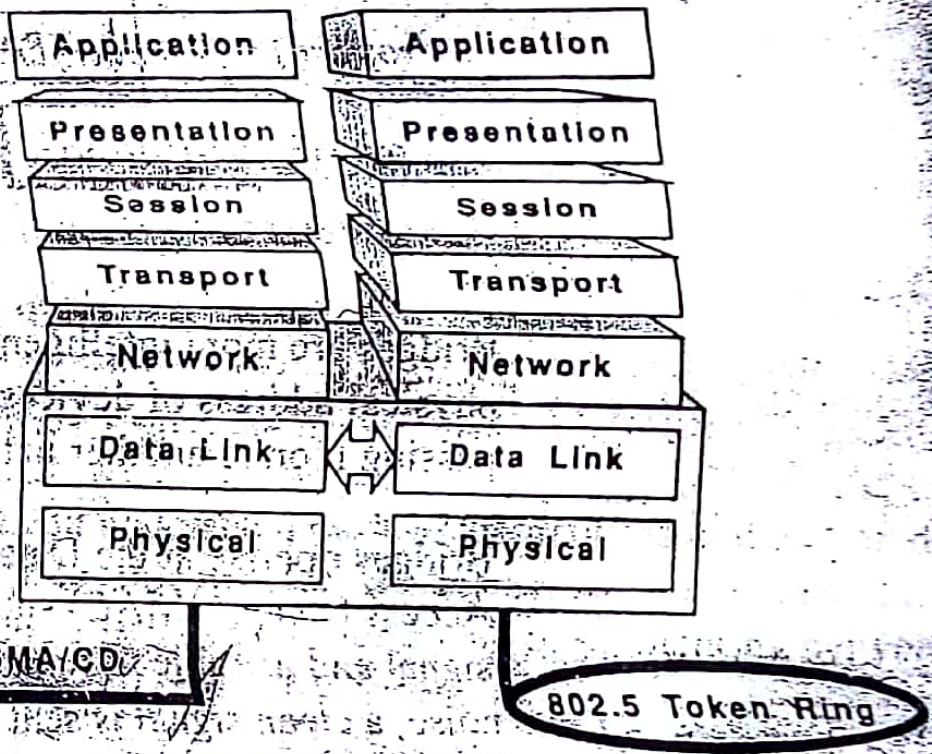 Application Application
Presentation Presentation
Session Session
Transport Transport
Network Network
Data Link Data Link
Physical Physical
MA/CD
802.5 Token Ring